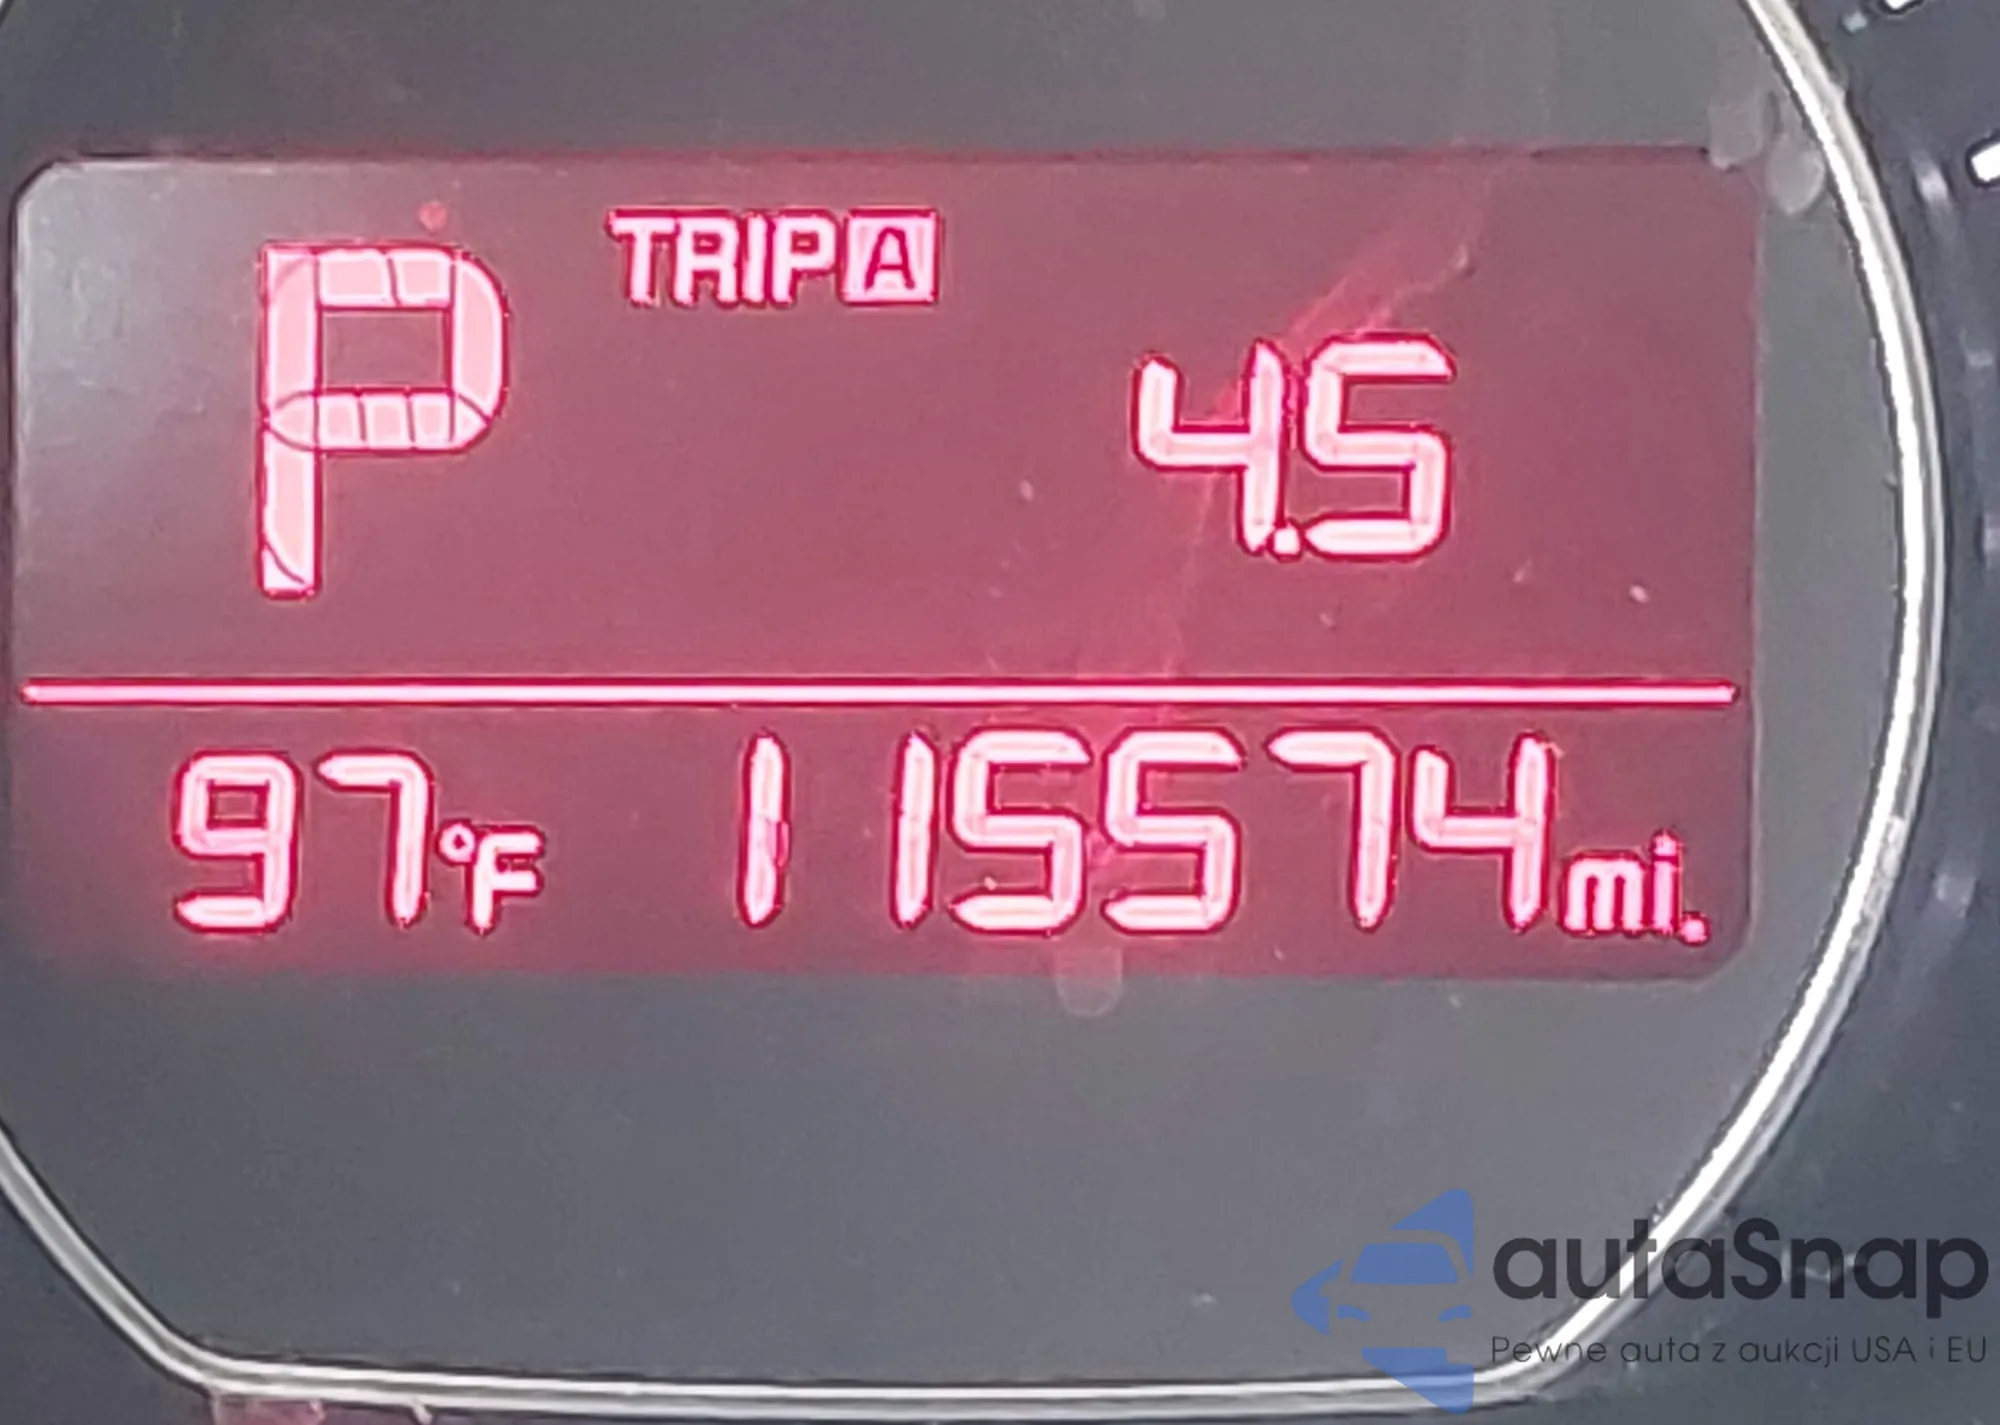 P TRIP A
4.5
97°F 115574 mi.
autaSnap
Pewne auta z aukcji USA i EU